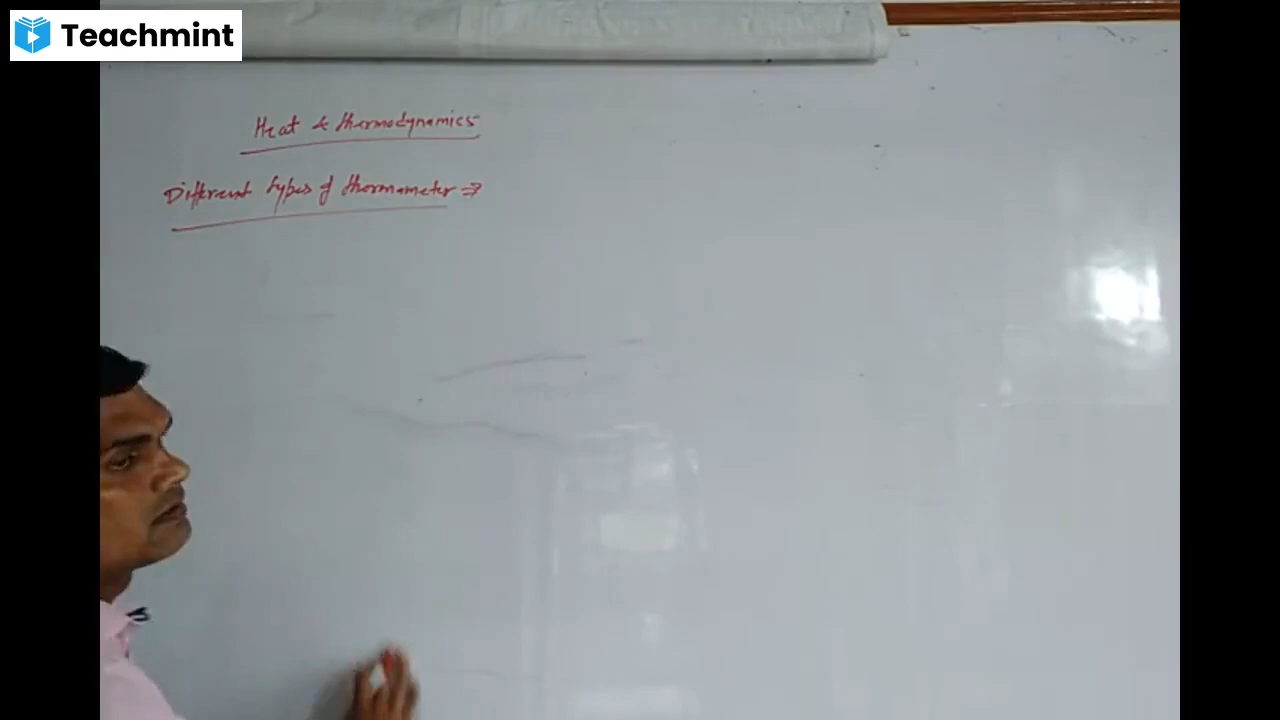 Teachmint
Heat & thermodynamics
Different types of thermometer ⇒